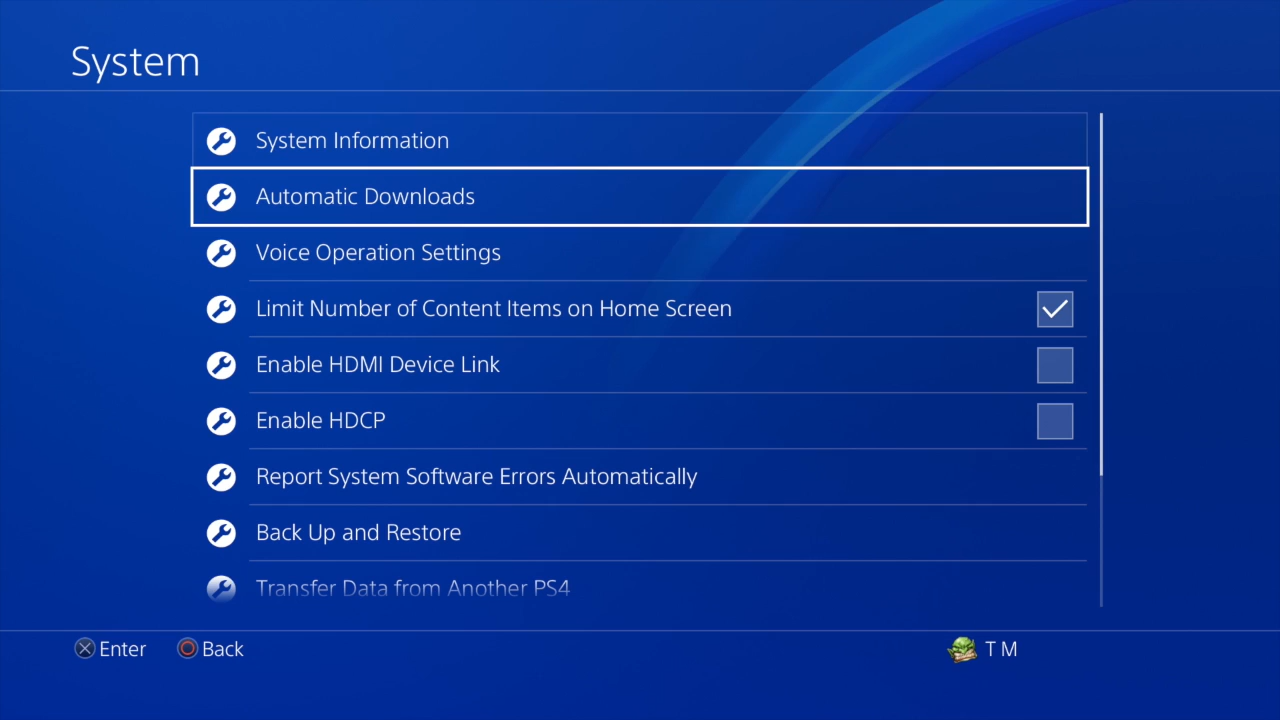 System
System Information
Automatic Downloads
Voice Operation Settings
Limit Number of Content Items on Home Screen
Enable HDMI Device Link
Enable HDCP
Report System Software Errors Automatically
Back Up and Restore
Transfer Data from Another PS4
Enter Back T M